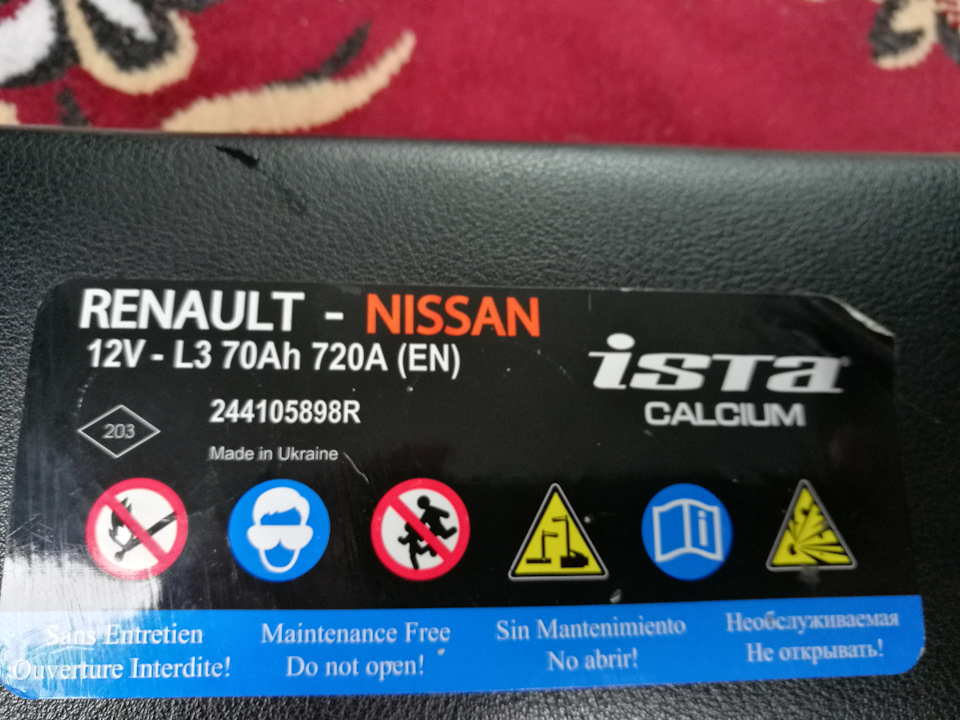 RENAULT - NISSAN
12V - L3 70Ah 720A (EN)
ista
CALCIUM
203
244105898R
Made in Ukraine
Sans Entretien
Ouverture Interdite!
Maintenance Free
Do not open!
Sin Mantenimiento
No abrir!
Необслуживаемая
Не открывать!